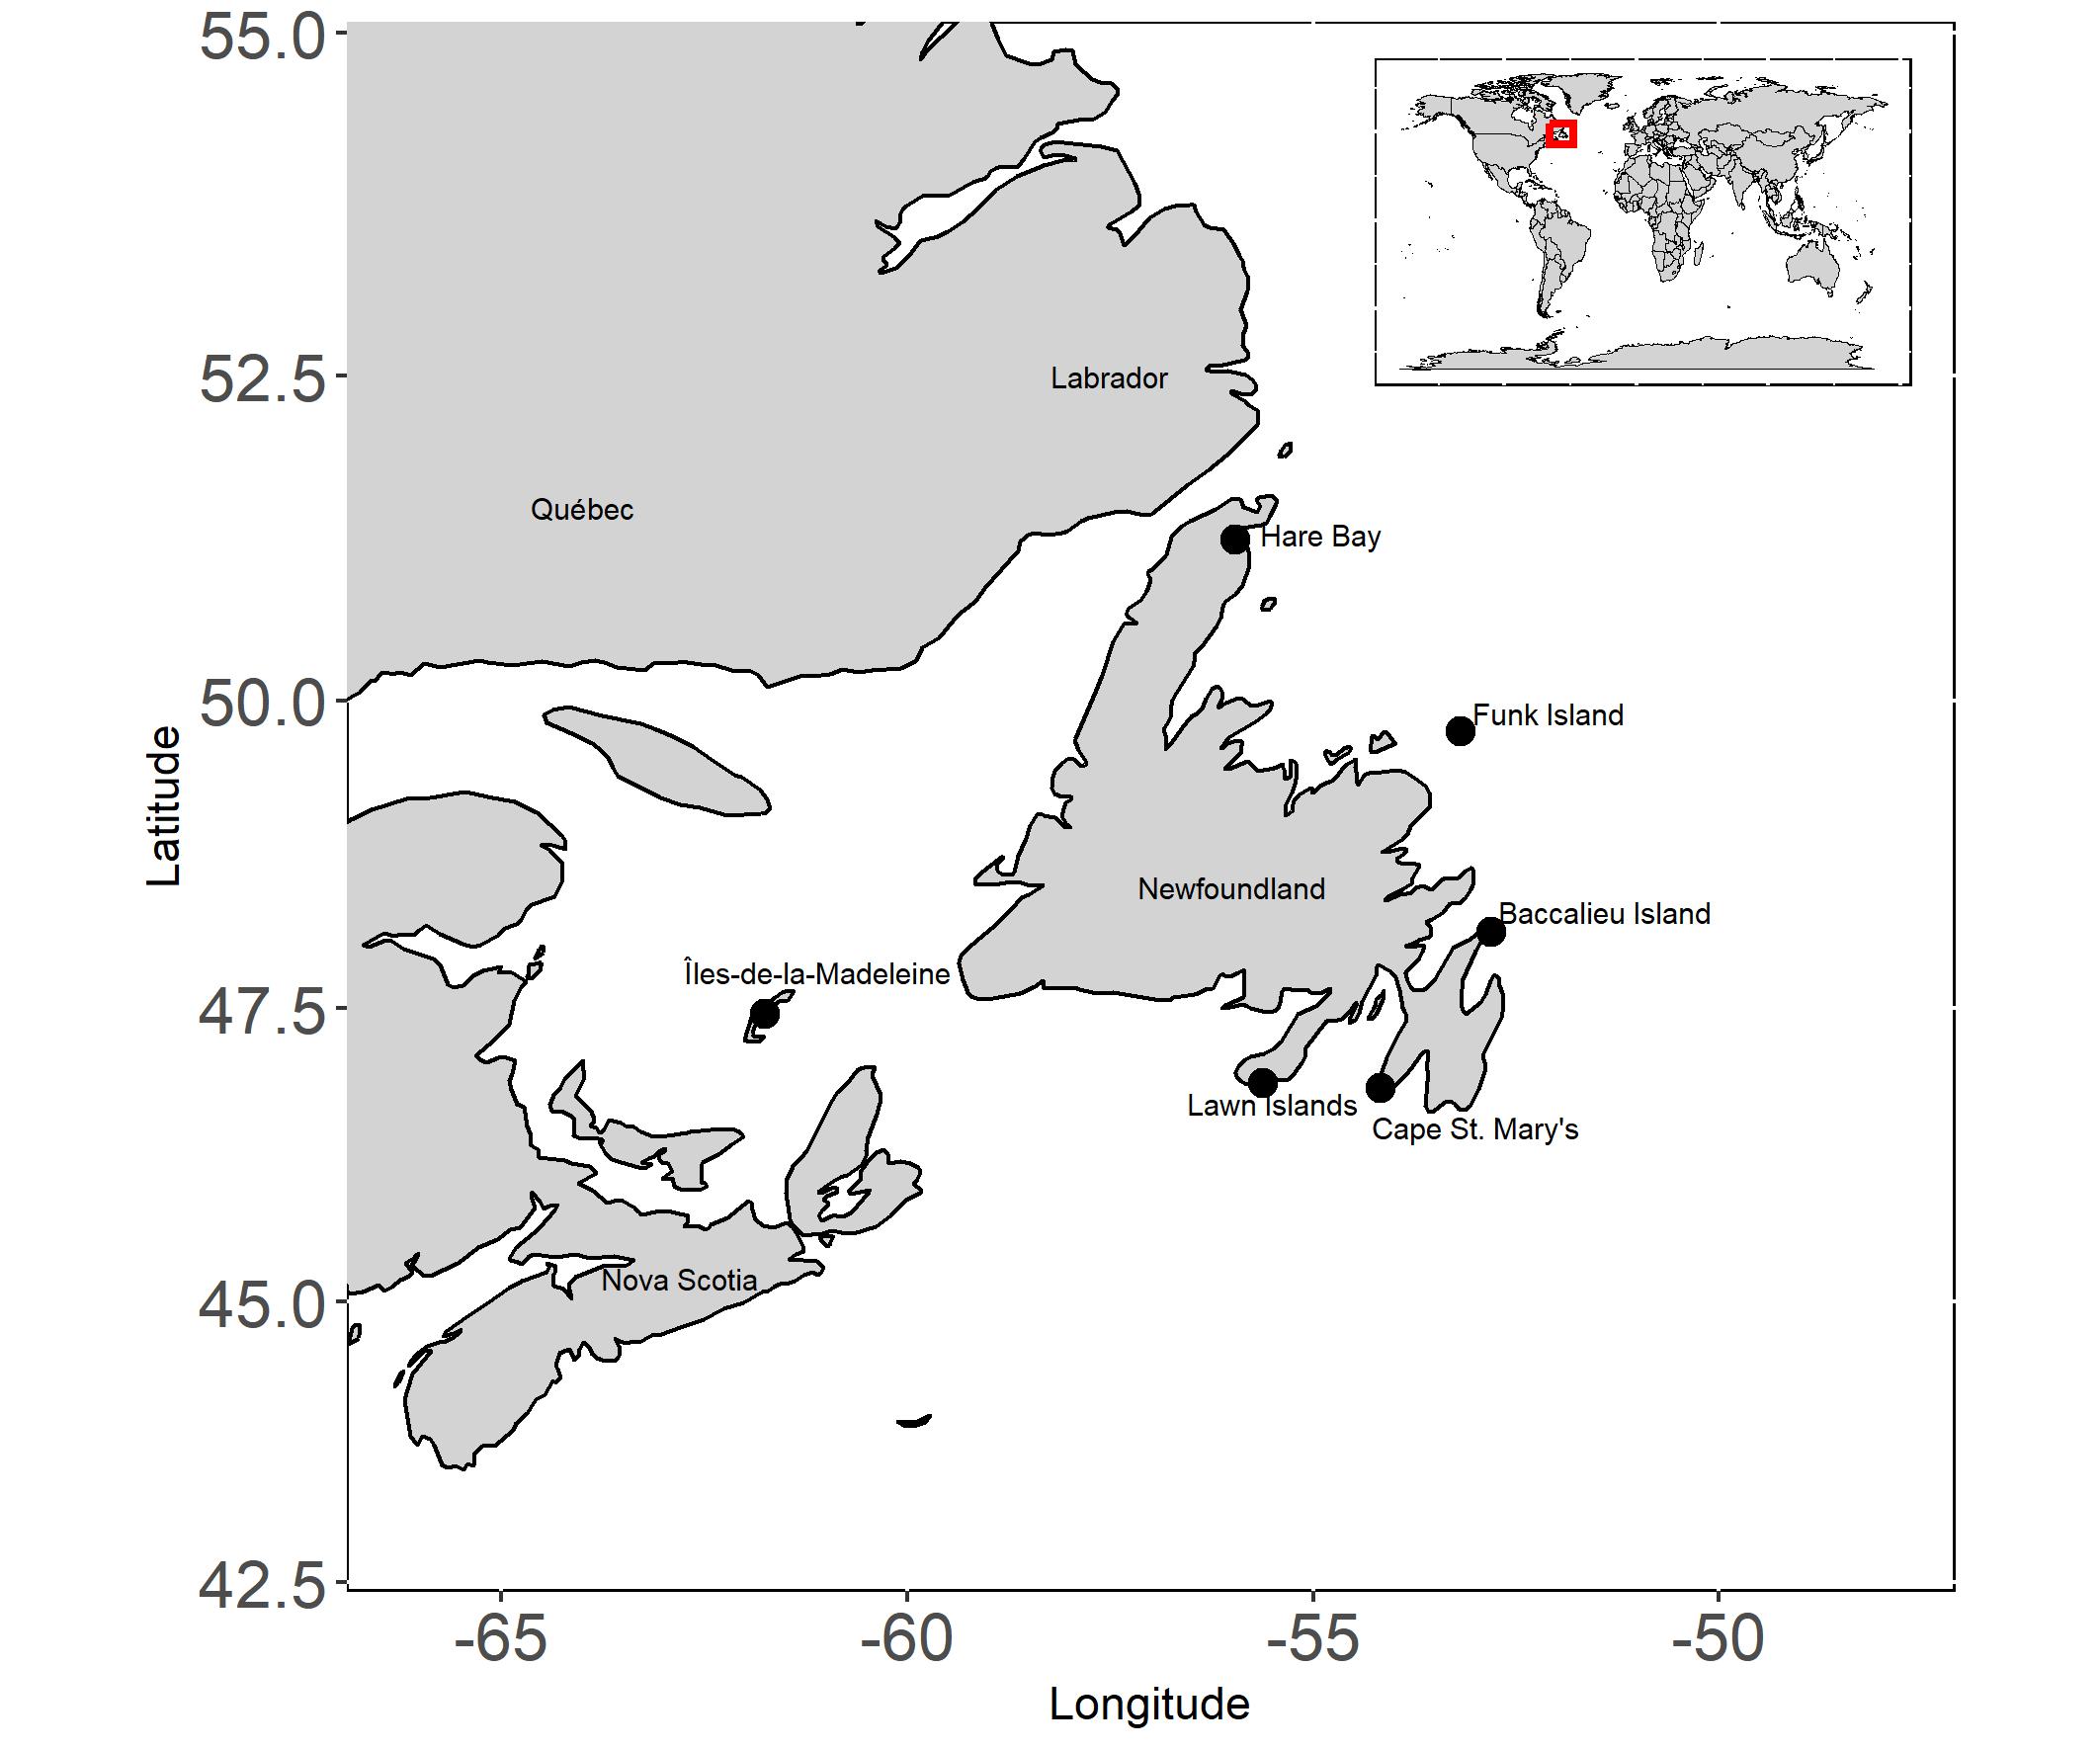 55.0
52.5
Labrador
Québec
Hare Bay
50.0
Funk Island
Latitude
Newfoundland
Baccalieu Island
Îles-de-la-Madeleine
47.5
Lawn Islands
Cape St. Mary's
45.0
Nova Scotia
42.5
-65
-60
-55
-50
Longitude